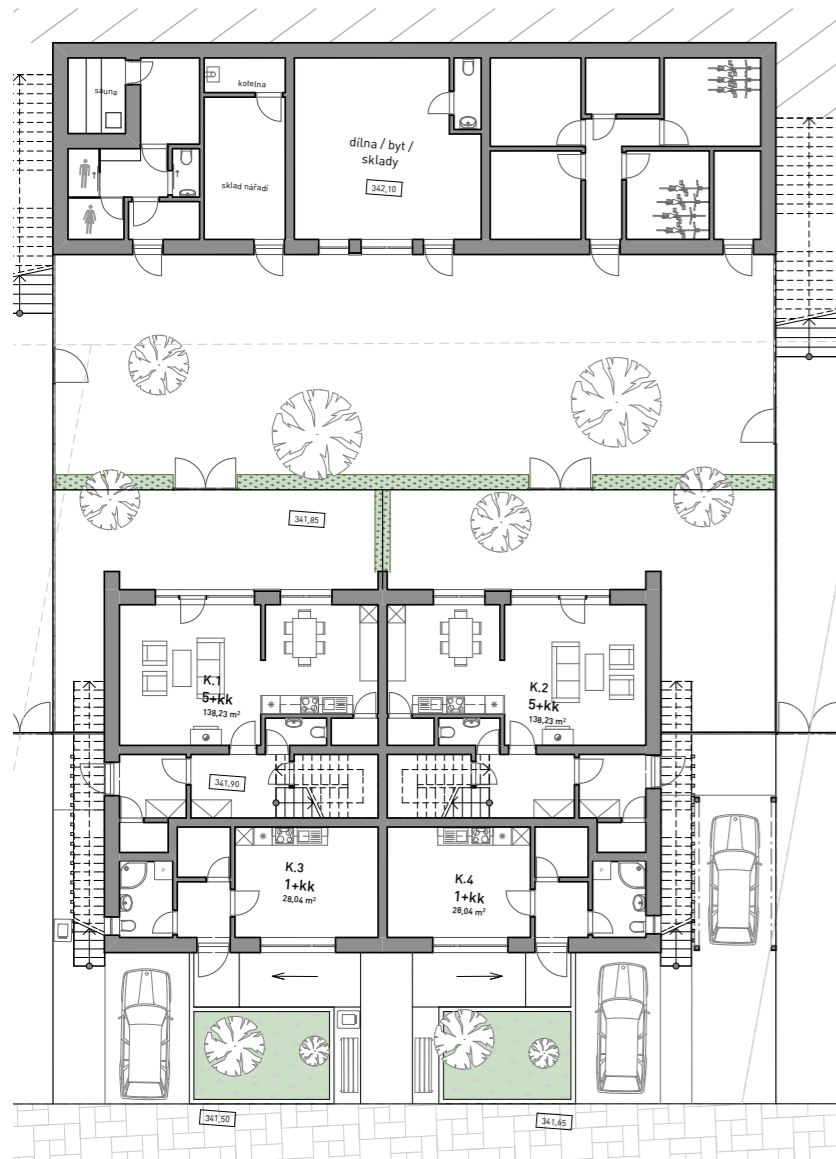 sauna
kotelna
dílna / byt /
sklady
342,10
sklad nářadí
341,85
K.1
5+kk
138,23 m²
K.2
5+kk
138,23 m²
341,90
K.3
1+kk
28,04 m²
K.4
1+kk
28,04 m²
341,50
341,65